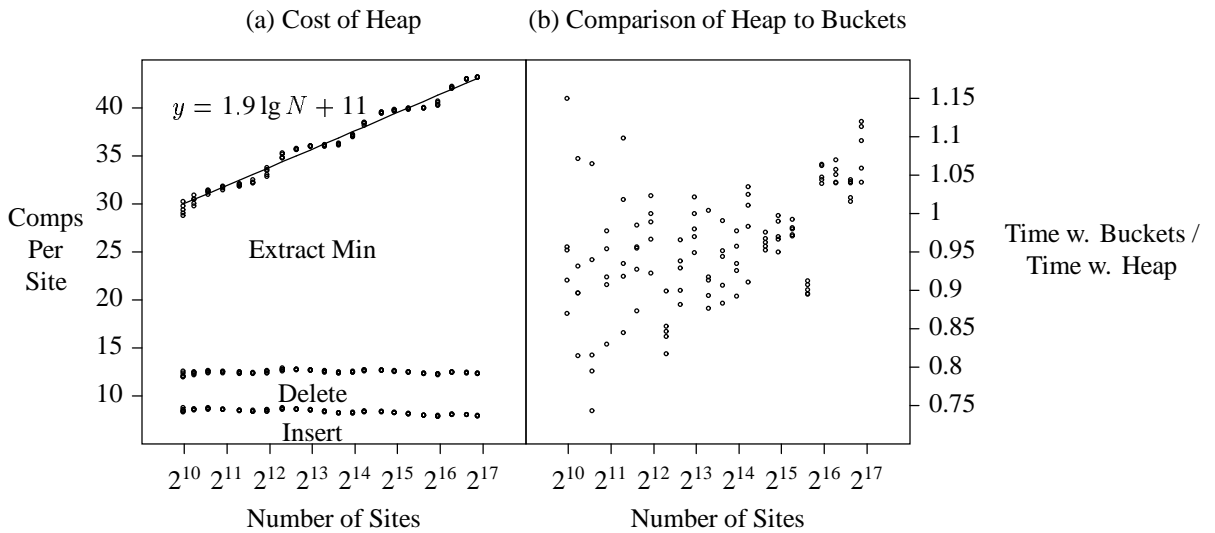 (a) Cost of Heap
(b) Comparison of Heap to Buckets
y = 1.9 lg N + 11
40
35
30
25
20
15
10
Comps
Per
Site
Extract Min
Delete
Insert
2^10 2^11 2^12 2^13 2^14 2^15 2^16 2^17
Number of Sites
1.15
1.1
1.05
1
0.95
0.9
0.85
0.8
0.75
Time w. Buckets /
Time w. Heap
2^10 2^11 2^12 2^13 2^14 2^15 2^16 2^17
Number of Sites